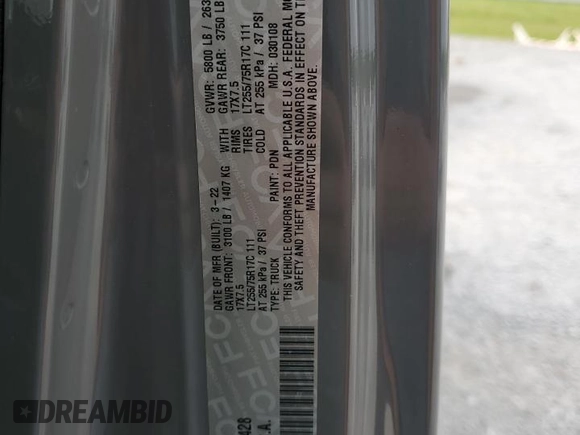 DATE OF MFR (BUILT): 3-22 GVWR: 5800 LB / 263
GAWR FRONT: 3100 LB / 1407 KG WITH GAWR REAR: 3750 LB
17X7.5 RIMS 17X7.5
LT255/75R17C 111 TIRES LT255/75R17C 111
AT 255 kPa / 37 PSI COLD AT 255 kPa / 37 PSI
TYPE: TRUCK PAINT: PDN MDH: 030108
THIS VEHICLE CONFORMS TO ALL APPLICABLE U.S.A. FEDERAL MO
SAFETY AND THEFT PREVENTION STANDARDS IN EFFECT ON T
MANUFACTURE SHOWN ABOVE.
428
.A.
DREAMBID